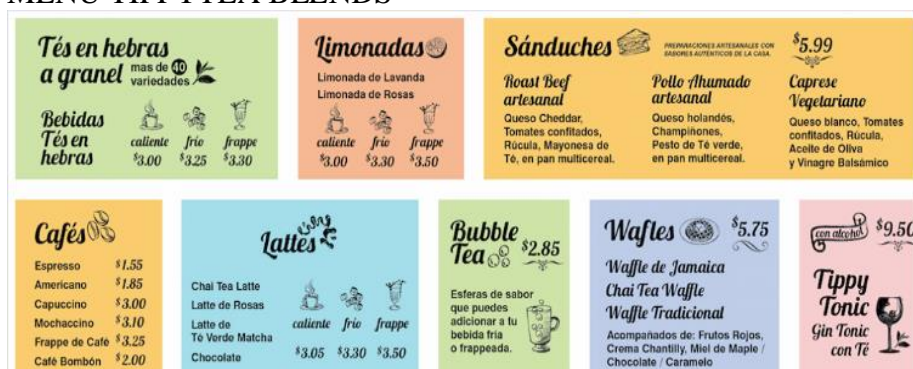 MENU TIPPYTEA BLENDS
Tés en hebras
a granel mas de 40
variedades
Bebidas
Tés en
hebras
caliente frio frappe
$3.00 $3.25 $3.30
Limonadas
Limonada de Lavanda
Limonada de Rosas
caliente frio frappe
$3.00 $3.30 $3.50
Sánduches
PREPARACIONES ARTESANALES CON
SABORES AUTÉNTICOS DE LA CASA.
$5.99
Roast Beef
artesanal
Queso Cheddar,
Tomates confitados,
Rúcula, Mayonesa de
Té, en pan multicereal.
Pollo Ahumado
artesanal
Queso holandés,
Champiñones,
Pesto de Té verde,
en pan multicereal.
Caprese
Vegetariano
Queso blanco, Tomates
confitados, Rúcula,
Aceite de Oliva
y Vinagre Balsámico
Cafés
Espresso $1.55
Americano $1.85
Capuccino $3.00
Mochaccino $3.10
Frappe de Café $3.25
Café Bombón $2.00
Lattes
Chai Tea Latte
Latte de Rosas
Latte de
Té Verde Matcha
Chocolate
caliente frio frappe
$3.05 $3.30 $3.50
Bubble
Tea $2.85
Esferas de sabor
que puedes
adicionar a tu
bebida fria
o frappeada.
Wafles $5.75
Waffle de Jamaica
Chai Tea Waffle
Waffle Tradicional
Acompañados de: Frutos Rojos,
Crema Chantilly, Miel de Maple /
Chocolate / Caramelo
con alcohol $9.50
Tippy
Tonic
Gin Tonic
con Té